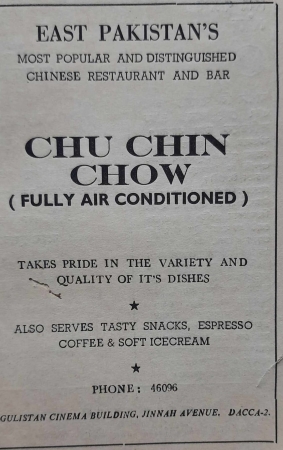 EAST PAKISTAN'S
MOST POPULAR AND DISTINGUISHED
CHINESE RESTAURANT AND BAR
CHU CHIN
CHOW
( FULLY AIR CONDITIONED )
TAKES PRIDE IN THE VARIETY AND
QUALITY OF IT'S DISHES
ALSO SERVES TASTY SNACKS, ESPRESSO
COFFEE & SOFT ICECREAM
PHONE: 46096
GULISTAN CINEMA BUILDING, JINNAH AVENUE. DACCA-2.